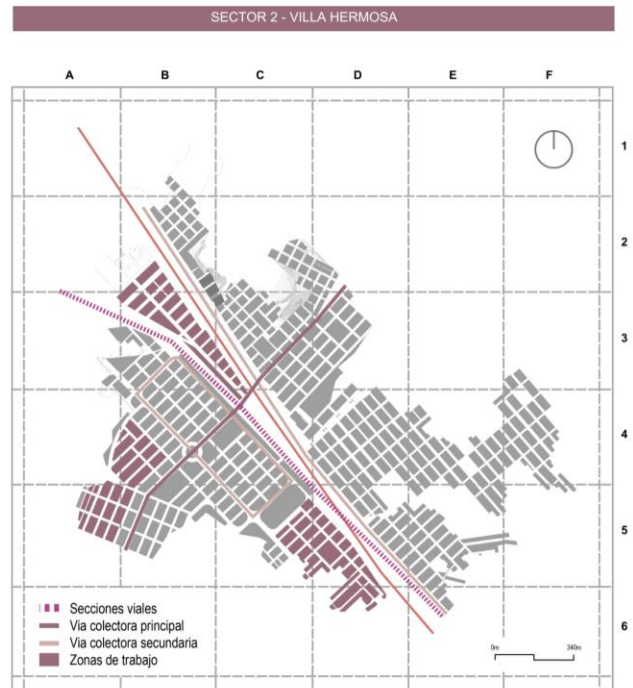 SECTOR 2 - VILLA HERMOSA
A B C D E F
1
2
3
4
5
6
Secciones viales
Via colectora principal
Via colectora secundaria
Zonas de trabajo
0m 340m